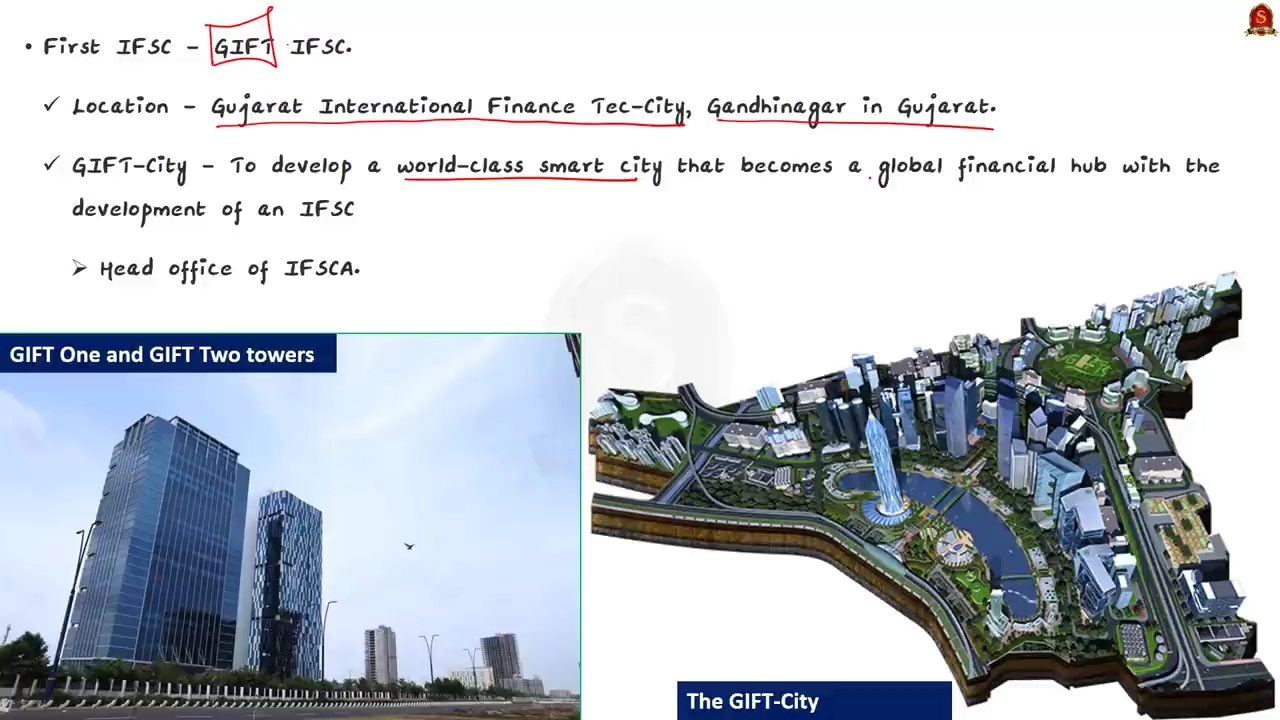 • First IFSC – GIFT IFSC.
✓ Location – Gujarat International Finance Tec-City, Gandhinagar in Gujarat.
✓ GIFT-City – To develop a world-class smart city that becomes a global financial hub with the
development of an IFSC
➢ Head office of IFSCA.
GIFT One and GIFT Two towers
The GIFT-City
S
S